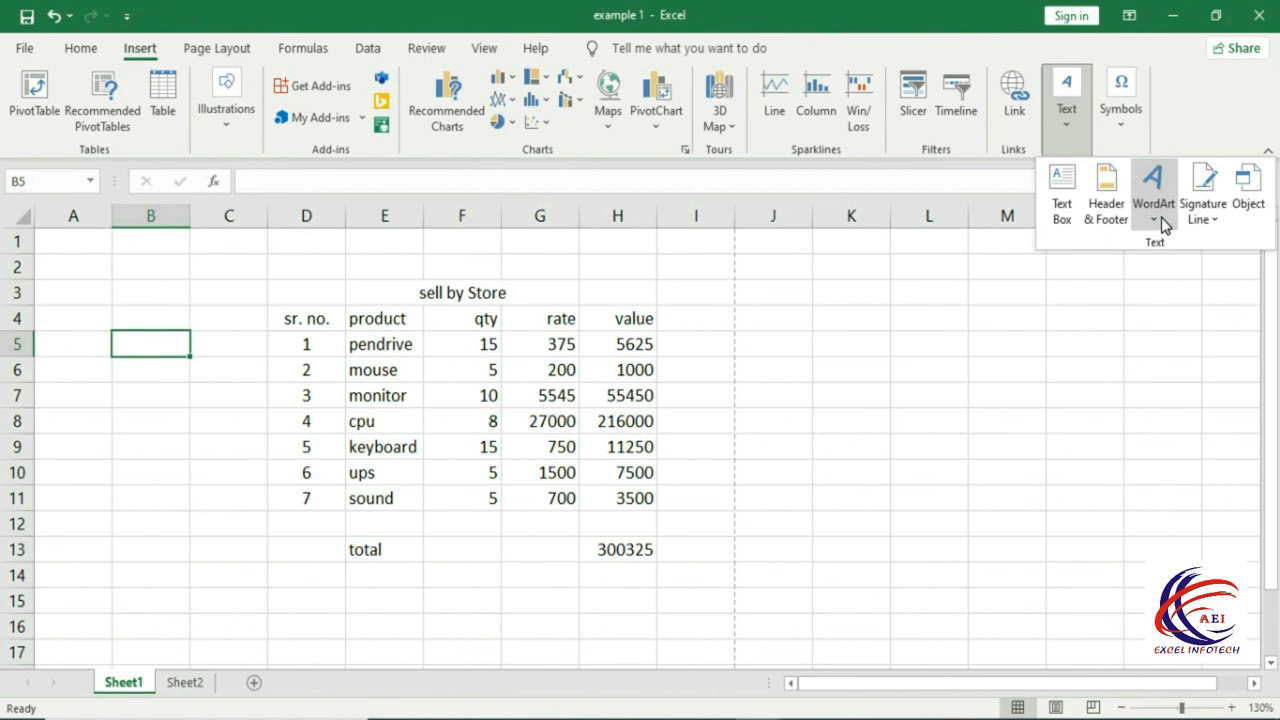 example 1 - Excel
Sign in
File Home Insert Page Layout Formulas Data Review View Help Tell me what you want to do Share
PivotTable Recommended PivotTables Table
Tables
Illustrations
Get Add-ins
My Add-ins
Add-ins
Recommended Charts
Maps PivotChart
Charts
3D Map
Tours
Line Column Win/Loss
Sparklines
Slicer Timeline
Filters
Link
Links
Text
Symbols
Text Box Header & Footer WordArt Signature Line Object
Text
B5 fx
A B C D E F G H I J K L M
1
2
3 sell by Store
4 sr. no. product qty rate value
5 1 pendrive 15 375 5625
6 2 mouse 5 200 1000
7 3 monitor 10 5545 55450
8 4 cpu 8 27000 216000
9 5 keyboard 15 750 11250
10 6 ups 5 1500 7500
11 7 sound 5 700 3500
12
13 total 300325
14
15
16
17
AEI
EXCEL INFOTECH
Sheet1 Sheet2
Ready 130%